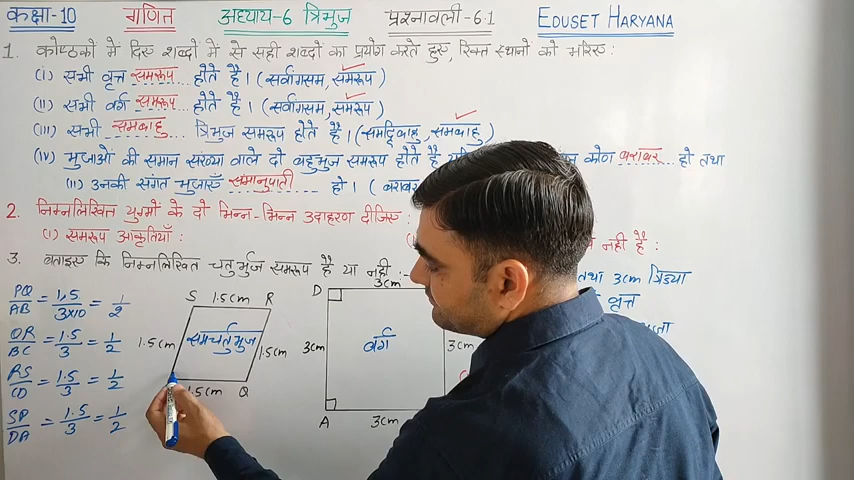 कक्षा-10 गणित अध्याय-6 त्रिभुज प्रश्नावली-6.1 EDUSET HARYANA
1. कोष्ठकों में दिए शब्दों में से सही शब्दों का प्रयोग करते हुए, रिक्त स्थानों को भरिए:
(i) सभी वृत्त समरूप होते है। (सर्वांगसम, समरूप)
(ii) सभी वर्ग समरूप होते है। (सर्वांगसम, समरूप)
(iii) सभी समबाहु त्रिभुज समरूप होते है। (समद्विबाहु, समबाहु)
(iv) भुजाओं की समान संख्या वाले दो बहुभुज समरूप होते है कोण बराबर हो तथा
(ii) उनकी संगत भुजाएँ समानुपाती हो। (बराबर
2. निम्नलिखित युग्मों के दो भिन्न-भिन्न उदाहरण दीजिए:
(i) समरूप आकृतियाँ: नही है:
3. बताइए कि निम्नलिखित चतुर्भुज समरूप है या नही:-
तथा 3cm त्रिज्या
वृत्त
PQ/AB = 1.5/3×10 = 1/2
QR/BC = 1.5/3 = 1/2
RS/CD = 1.5/3 = 1/2
SP/DA = 1.5/3 = 1/2
S 1.5cm R
1.5cm समचर्तुभुज 1.5cm
1.5cm Q
D 3cm
3cm वर्ग 3cm
A 3cm